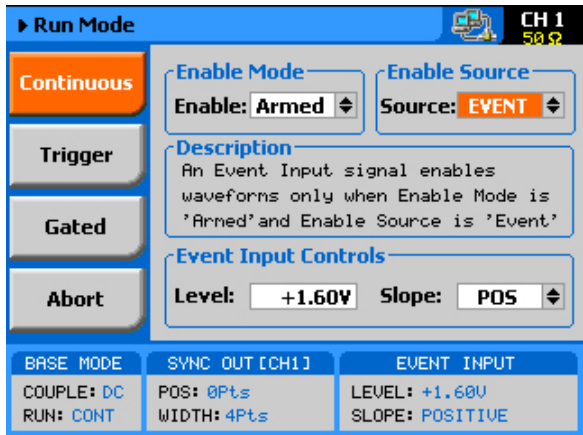 ▸ Run Mode
CH 1
50 Ω
Continuous
Trigger
Gated
Abort
Enable Mode
Enable: Armed
Enable Source
Source: EVENT
Description
An Event Input signal enables
waveforms only when Enable Mode is
'Armed'and Enable Source is 'Event'
Event Input Controls
Level: +1.60V Slope: POS
BASE MODE
COUPLE: DC
RUN: CONT
SYNC OUT [CH1]
POS: 0Pts
WIDTH: 4Pts
EVENT INPUT
LEVEL: +1.60V
SLOPE: POSITIVE